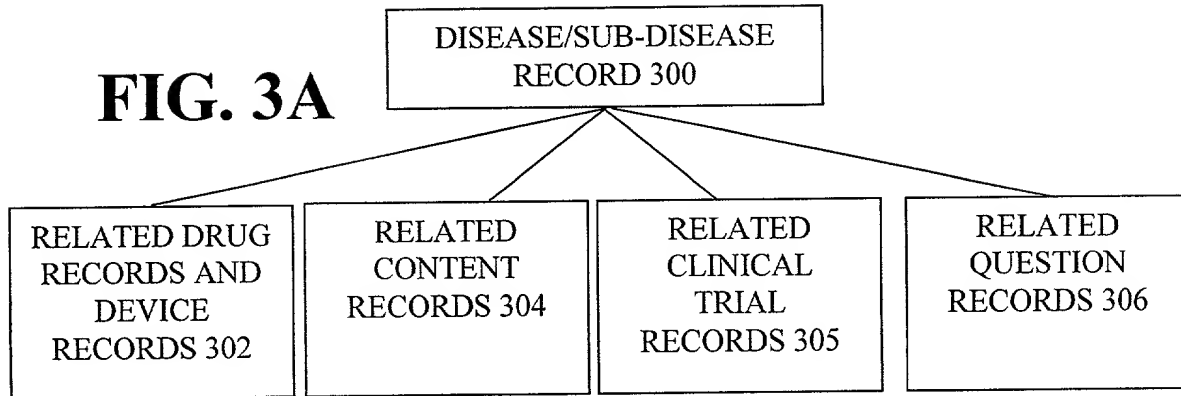 DISEASE/SUB-DISEASE
RECORD 300
FIG. 3A
RELATED DRUG
RECORDS AND
DEVICE
RECORDS 302
RELATED
CONTENT
RECORDS 304
RELATED
CLINICAL
TRIAL
RECORDS 305
RELATED
QUESTION
RECORDS 306